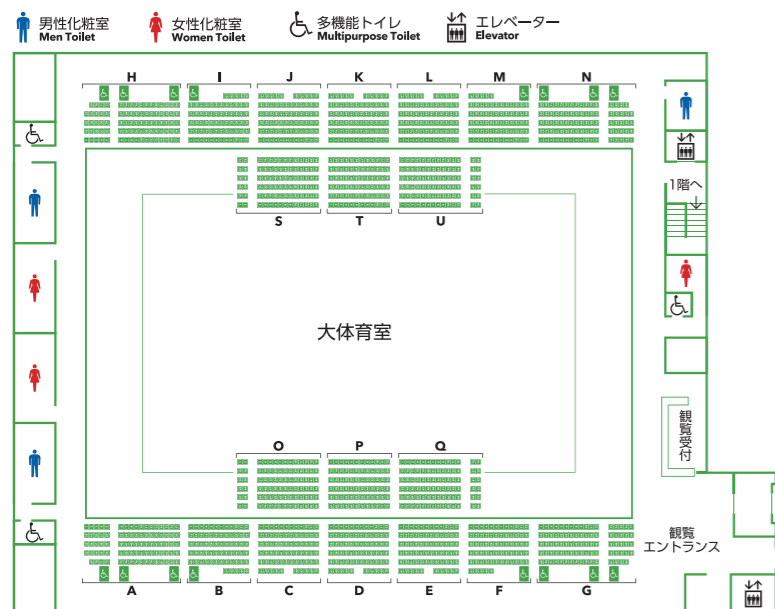 男性化粧室
Men Toilet
女性化粧室
Women Toilet
多機能トイレ
Multipurpose Toilet
エレベーター
Elevator
H I J K L M N
1階へ
S T U
大体育室
O P Q
観覧受付
観覧
エントランス
A B C D E F G